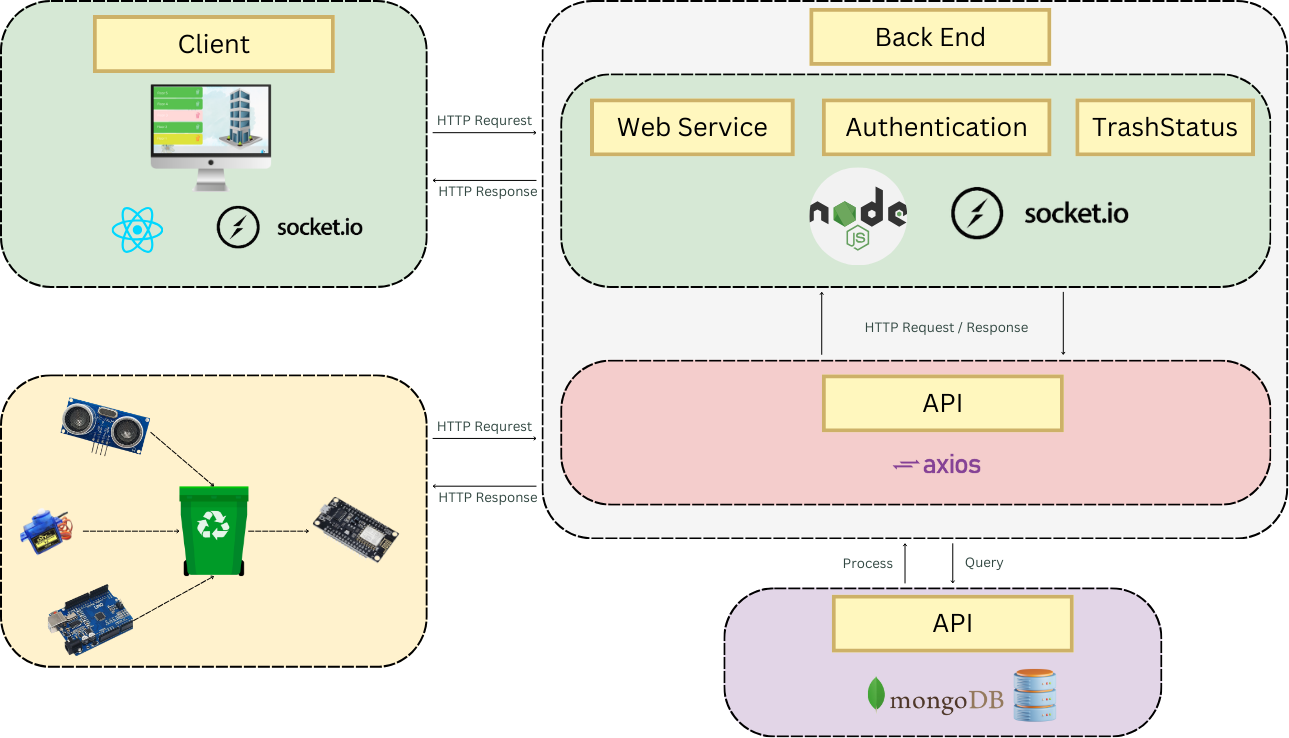 Client
socket.io
HTTP Requrest
HTTP Response
Back End
Web Service
Authentication
TrashStatus
node
JS
socket.io
HTTP Request / Response
API
axios
HTTP Requrest
HTTP Response
Process
Query
API
mongoDB